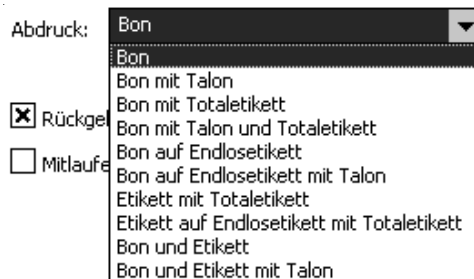 Abdruck: Bon
Bon
Bon mit Talon
Bon mit Totaletikett
Bon mit Talon und Totaletikett
Bon auf Endlosetikett
Bon auf Endlosetikett mit Talon
Etikett mit Totaletikett
Etikett auf Endlosetikett mit Totaletikett
Bon und Etikett
Bon und Etikett mit Talon
Rückgel
Mitlaufe